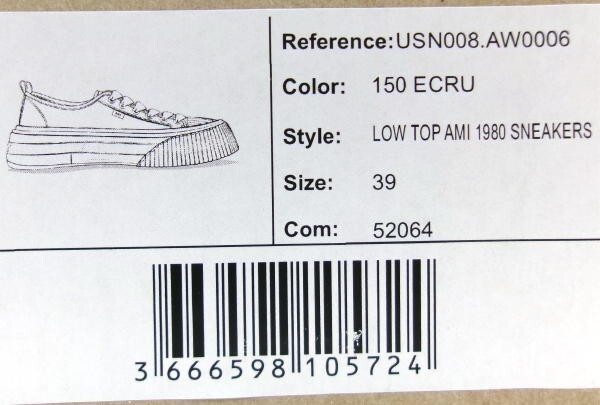 Reference:USN008.AW0006
Color: 150 ECRU
Style: LOW TOP AMI 1980 SNEAKERS
Size: 39
Com: 52064
3 666598 105724